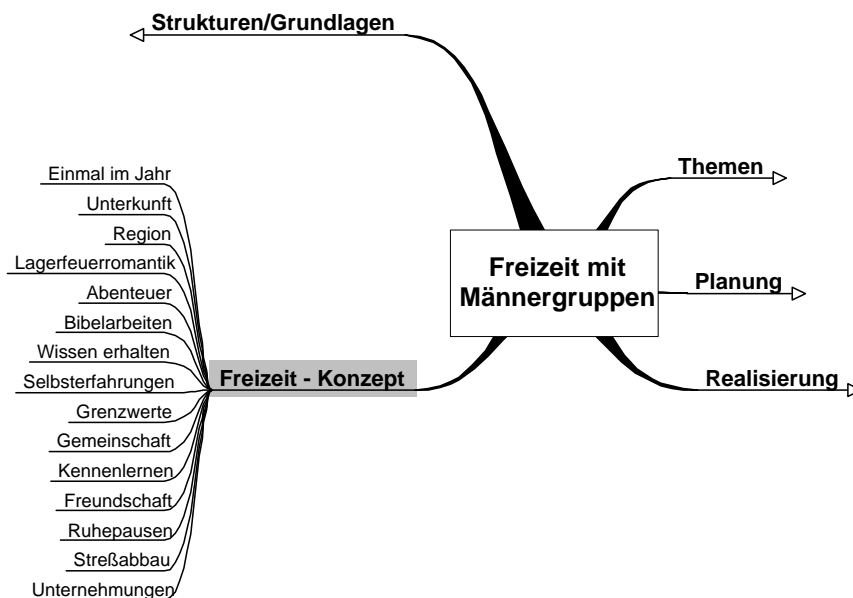 Strukturen/Grundlagen
Themen
Freizeit mit
Männergruppen
Planung
Realisierung
Freizeit - Konzept
Einmal im Jahr
Unterkunft
Region
Lagerfeuerromantik
Abenteuer
Bibelarbeiten
Wissen erhalten
Selbsterfahrungen
Grenzwerte
Gemeinschaft
Kennenlernen
Freundschaft
Ruhepausen
Streßabbau
Unternehmungen